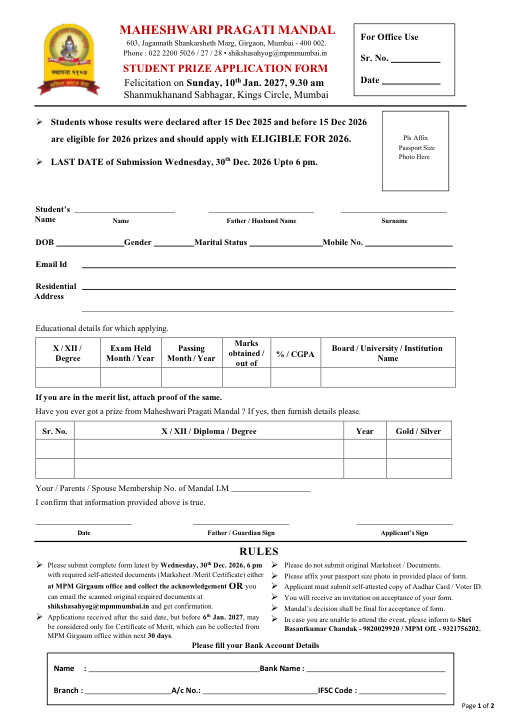 MAHESHWARI PRAGATI MANDAL
603, Jagannath Shankarsheth Marg, Girgaon, Mumbai - 400 002.
Phone : 022 2200 5026 / 27 / 28 • shikshasahyog@mpmmumbai.in
STUDENT PRIZE APPLICATION FORM
Felicitation on Sunday, 10th Jan. 2027, 9.30 am
Shanmukhanand Sabhagar, Kings Circle, Mumbai
For Office Use
Sr. No. __________
Date __________
स्थापना १९५७
➢ Students whose results were declared after 15 Dec 2025 and before 15 Dec 2026
are eligible for 2026 prizes and should apply with ELIGIBLE FOR 2026.
➢ LAST DATE of Submission Wednesday, 30th Dec. 2026 Upto 6 pm.
Pls Affix
Passport Size
Photo Here
Student's
Name
Name Father / Husband Name Surname
DOB ____________Gender ________Marital Status ____________Mobile No. ____________
Email Id
Residential
Address
Educational details for which applying.
X / XII /
Degree
Exam Held
Month / Year
Passing
Month / Year
Marks
obtained /
out of
% / CGPA
Board / University / Institution
Name
If you are in the merit list, attach proof of the same.
Have you ever got a prize from Maheshwari Pragati Mandal ? If yes, then furnish details please.
Sr. No. X / XII / Diploma / Degree Year Gold / Silver
Your / Parents / Spouse Membership No. of Mandal LM ________________
I confirm that information provided above is true.
Date Father / Guardian Sign Applicant's Sign
RULES
➢ Please submit complete form latest by Wednesday, 30th Dec. 2026, 6 pm
with required self-attested documents (Marksheet /Merit Certificate) either
at MPM Girgaum office and collect the acknowledgement OR you
can email the scanned original required documents at
shikshasahyog@mpmmumbai.in and get confirmation.
➢ Applications received after the said date, but before 6th Jan. 2027, may
be considered only for Certificate of Merit, which can be collected from
MPM Girgaum office within next 30 days.
➢ Please do not submit original Marksheet / Documents.
➢ Please affix your passport size photo in provided place of form.
➢ Applicant must submit self-attested copy of Aadhar Card / Voter ID.
➢ You will receive an invitation on acceptance of your form.
➢ Mandal's decision shall be final for acceptance of form.
➢ In case you are unable to attend the event, please inform to Shri
Basantkumar Chandak - 9820029920 / MPM Off. - 9321756202.
Please fill your Bank Account Details
Name : ____________________Bank Name : ____________________
Branch : ____________A/c No.: ____________IFSC Code : ____________
Page 1 of 2